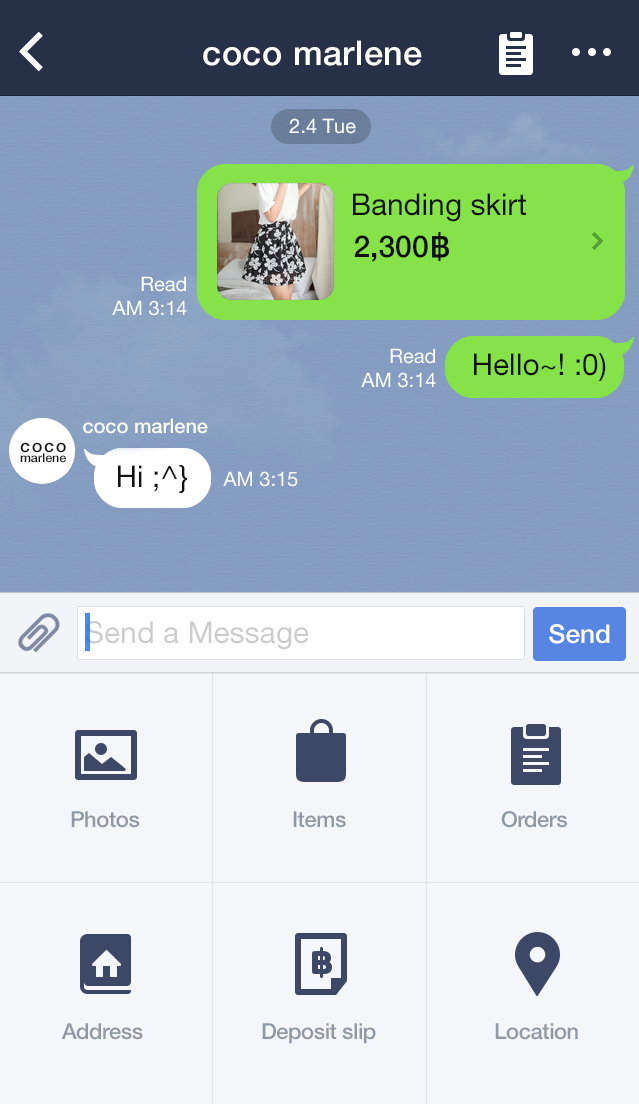 coco marlene
2.4 Tue
Banding skirt
2,300฿
Read
AM 3:14
Hello~! :0)
Read
AM 3:14
coco marlene
coco
marlene
Hi ;^}
AM 3:15
Send a Message
Send
Photos
Items
Orders
Address
฿
Deposit slip
Location